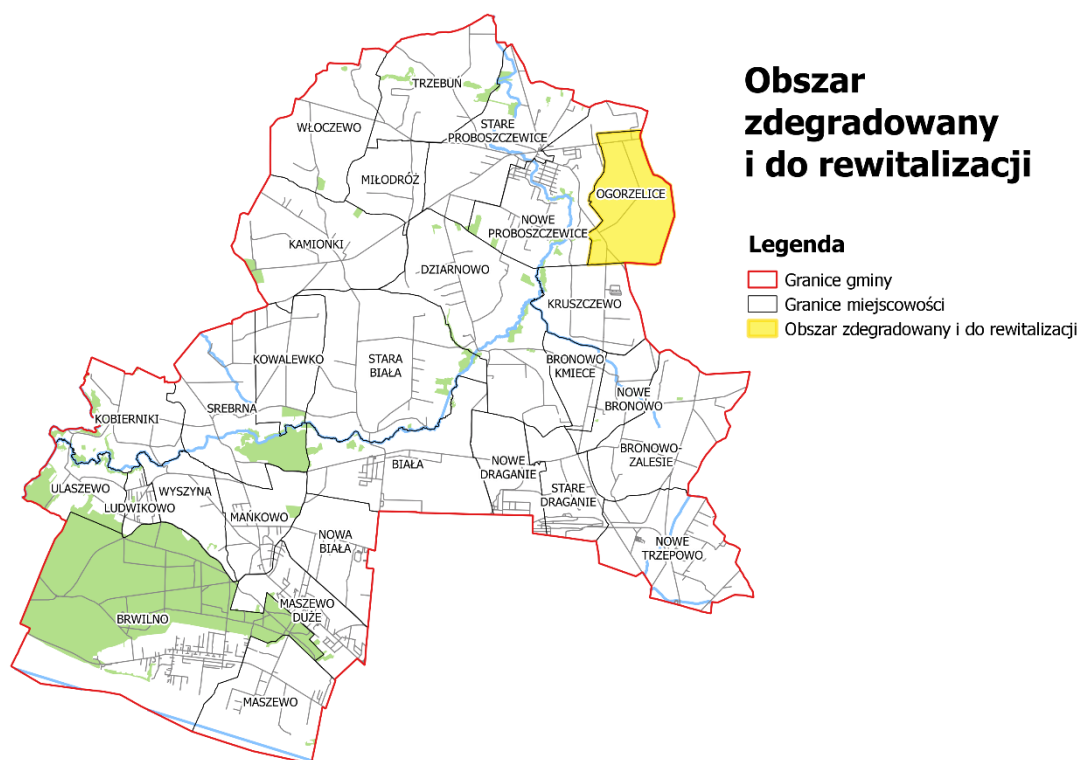 Obszar
zdegradowany
i do rewitalizacji
Legenda
Granice gminy
Granice miejscowości
Obszar zdegradowany i do rewitalizacji
TRZEBUŃ
WŁOCZEWO
STARE
PROBOSZCZEWICE
MIŁODRÓŻ
OGORZELICE
NOWE
PROBOSZCZEWICE
KAMIONKI
DZIARNOWO
KRUSZCZEWO
KOWALEWKO
STARA
BIAŁA
BRONOWO
KMIECE
NOWE
BRONOWO
SREBRNA
KOBIERNIKI
BRONOWO-
ZALESIE
BIAŁA
NOWE
DRAGANIE
STARE
DRAGANIE
ULASZEWO
WYSZYNA
LUDWIKOWO
MAŃKOWO
NOWA
BIAŁA
NOWE
TRZEPOWO
MASZEWO
DUŻE
BRWILNO
MASZEWO